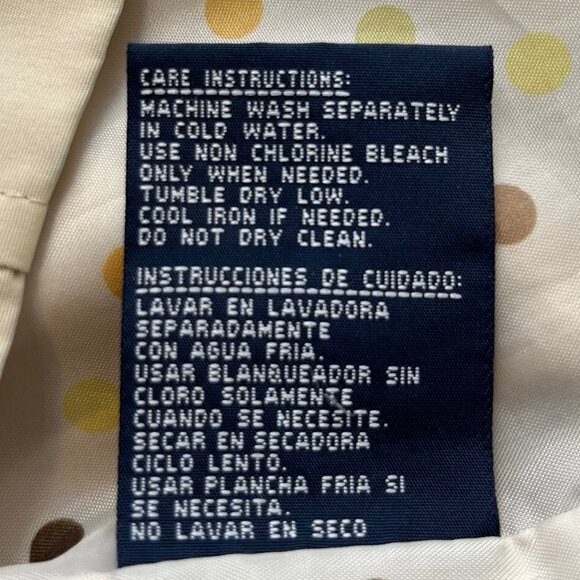 CARE INSTRUCTIONS:
MACHINE WASH SEPARATELY
IN COLD WATER.
USE NON CHLORINE BLEACH
ONLY WHEN NEEDED.
TUMBLE DRY LOW.
COOL IRON IF NEEDED.
DO NOT DRY CLEAN.
INSTRUCCIONES DE CUIDADO:
LAVAR EN LAVADORA
SEPARADAMENTE
CON AGUA FRIA.
USAR BLANQUEADOR SIN
CLORO SOLAMENTE
CUANDO SE NECESITE.
SECAR EN SECADORA
CICLO LENTO.
USAR PLANCHA FRIA SI
SE NECESITA.
NO LAVAR EN SECO